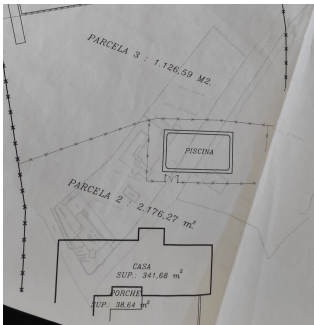 PARCELA 3 : 1.126,59 M2.
PISCINA
PARCELA 2 : 2.176,27 m²
CASA
SUP.: 341,68 m²
PORCHE
SUP.: 38,64 m²